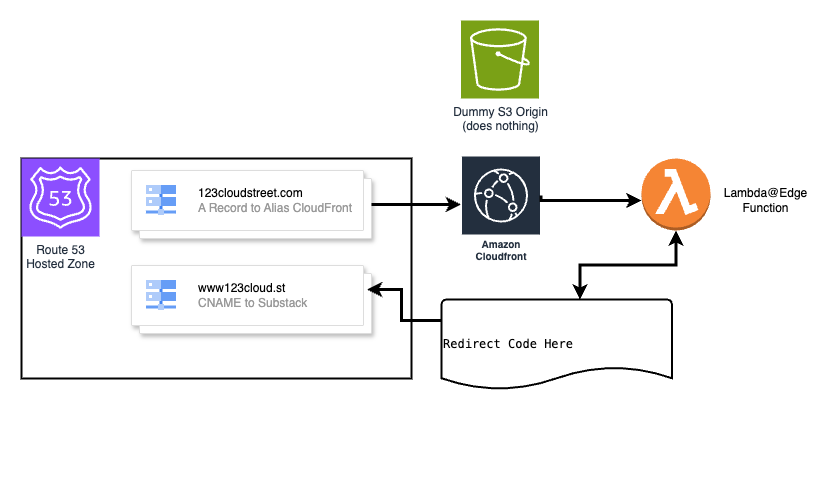 Dummy S3 Origin
(does nothing)
53
Route 53
Hosted Zone
123cloudstreet.com
A Record to Alias CloudFront
Amazon
Cloudfront
Lambda@Edge
Function
www123cloud.st
CNAME to Substack
Redirect Code Here